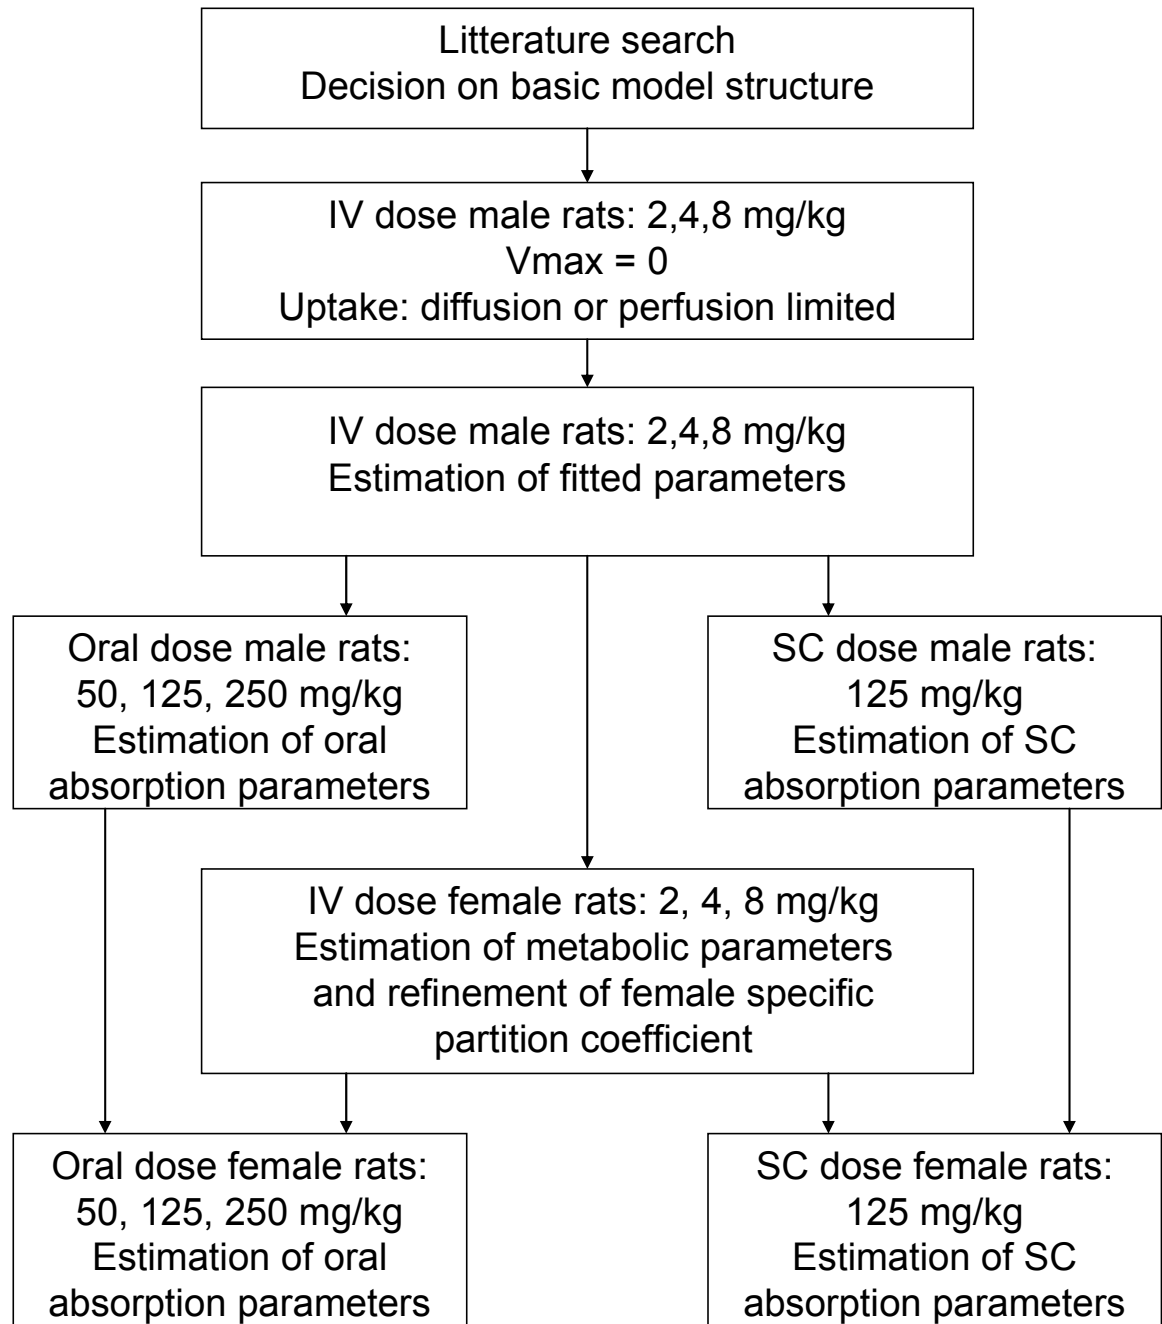 Litterature search
Decision on basic model structure
IV dose male rats: 2,4,8 mg/kg
Vmax = 0
Uptake: diffusion or perfusion limited
IV dose male rats: 2,4,8 mg/kg
Estimation of fitted parameters
Oral dose male rats:
50, 125, 250 mg/kg
Estimation of oral
absorption parameters
SC dose male rats:
125 mg/kg
Estimation of SC
absorption parameters
IV dose female rats: 2, 4, 8 mg/kg
Estimation of metabolic parameters
and refinement of female specific
partition coefficient
Oral dose female rats:
50, 125, 250 mg/kg
Estimation of oral
absorption parameters
SC dose female rats:
125 mg/kg
Estimation of SC
absorption parameters